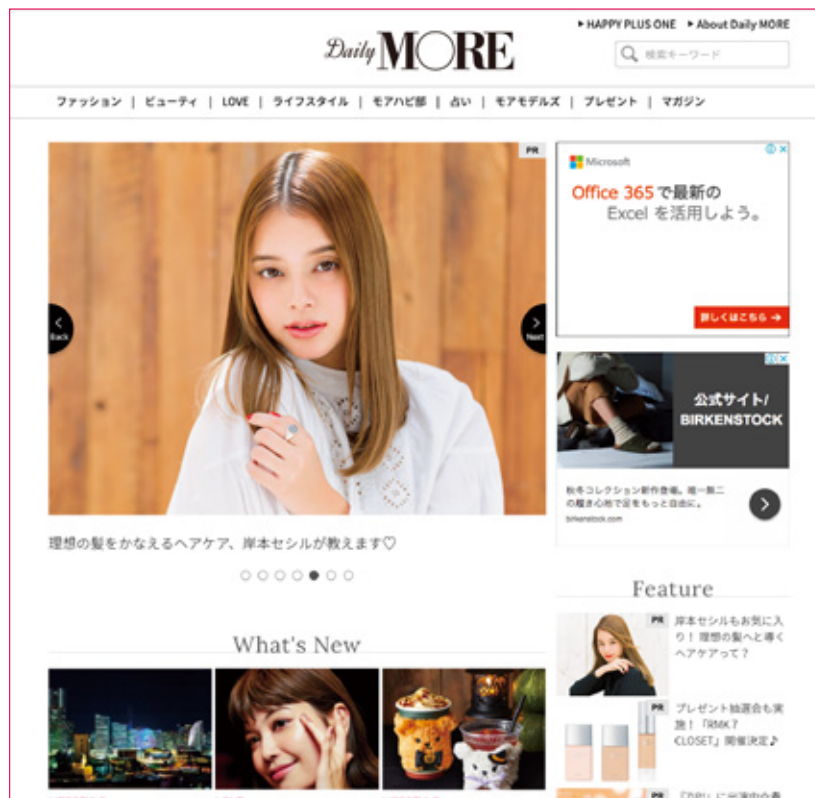 ▶ HAPPY PLUS ONE ▶ About Daily MORE
Daily MORE
検索キーワード
ファッション | ビューティ | LOVE | ライフスタイル | モアハピ部 | 占い | モアモデルズ | プレゼント | マガジン
PR
Back
Next
理想の髪をかなえるヘアケア、岸本セシルが教えます♡
What's New
Microsoft
Office 365 で最新の
Excel を活用しよう。
詳しくはこちら →
公式サイト/
BIRKENSTOCK
秋冬コレクション新作登場。唯一無二
の履き心地で足をもっと自由に。
birkenstock.com
Feature
PR
岸本セシルもお気に入
り！ 理想の髪へと導く
ヘアケアって？
PR
プレゼント抽選会も実
施！「RMK 7
CLOSET」開催決定♪
PR